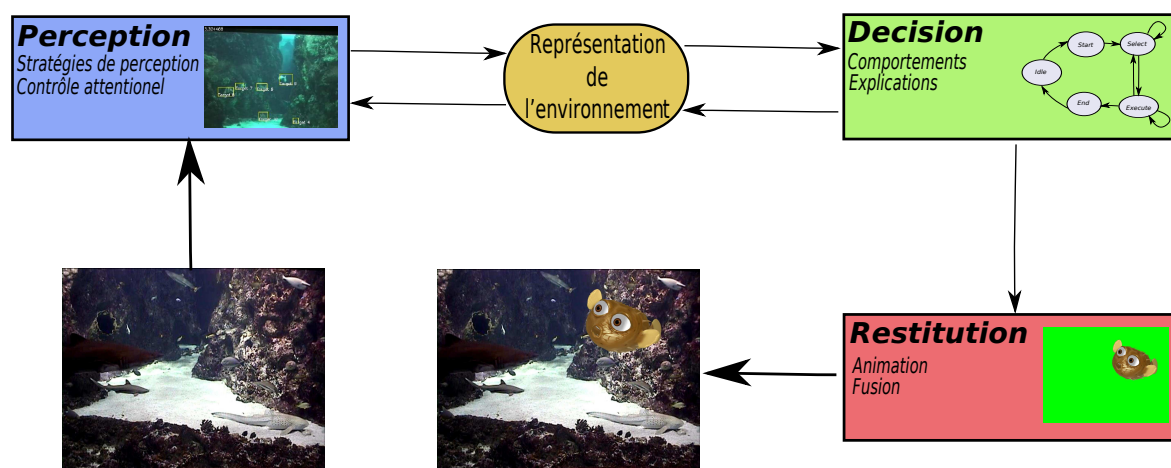 Perception
Stratégies de perception
Contrôle attentionel
Représentation
de
l'environnement
Decision
Comportements
Explications
Start
Select
Idle
End
Execute
Restitution
Animation
Fusion